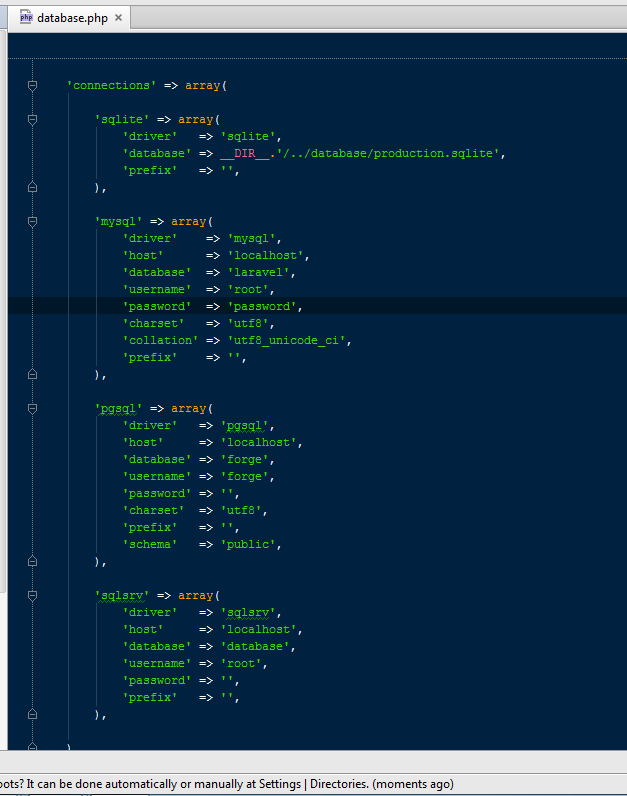 php database.php ×
'connections' => array(
'sqlite' => array(
'driver'   => 'sqlite',
'database' => __DIR__.'/../database/production.sqlite',
'prefix'   => '',
),
'mysql' => array(
'driver'    => 'mysql',
'host'      => 'localhost',
'database'  => 'laravel',
'username'  => 'root',
'password'  => 'password',
'charset'   => 'utf8',
'collation' => 'utf8_unicode_ci',
'prefix'    => '',
),
'pgsql' => array(
'driver'   => 'pgsql',
'host'     => 'localhost',
'database' => 'forge',
'username' => 'forge',
'password' => '',
'charset'  => 'utf8',
'prefix'   => '',
'schema'   => 'public',
),
'sqlsrv' => array(
'driver'   => 'sqlsrv',
'host'     => 'localhost',
'database' => 'database',
'username' => 'root',
'password' => '',
'prefix'   => '',
),
)
oots? It can be done automatically or manually at Settings | Directories. (moments ago)